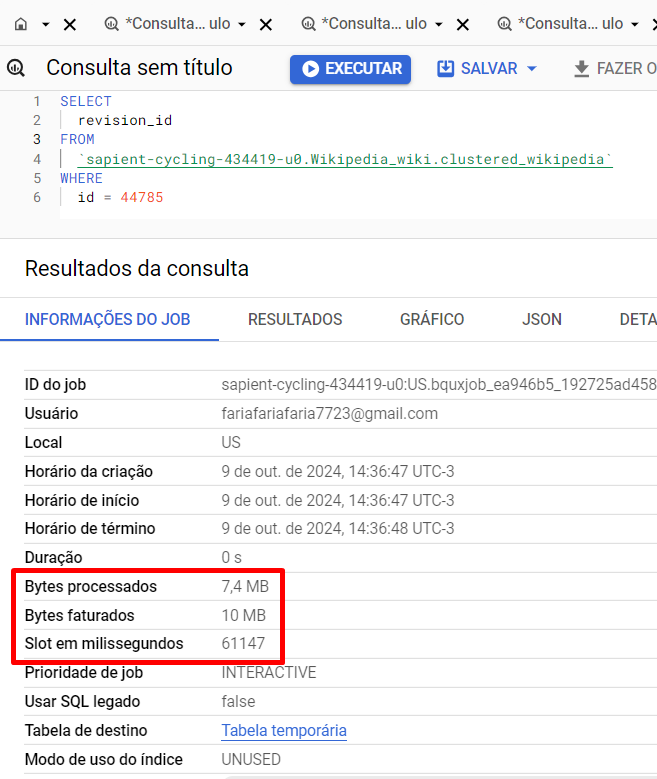 *Consulta... ulo *Consulta... ulo *Consulta... ulo
Consulta sem título EXECUTAR SALVAR FAZER O
1 SELECT
2 revision_id
3 FROM
4 `sapient-cycling-434419-u0.Wikipedia_wiki.clustered_wikipedia`
5 WHERE
6 id = 44785
Resultados da consulta
INFORMAÇÕES DO JOB RESULTADOS GRÁFICO JSON DETA
ID do job sapient-cycling-434419-u0:US.bquxjob_ea946b5_192725ad458
Usuário fariafariafaria7723@gmail.com
Local US
Horário da criação 9 de out. de 2024, 14:36:47 UTC-3
Horário de início 9 de out. de 2024, 14:36:47 UTC-3
Horário de término 9 de out. de 2024, 14:36:48 UTC-3
Duração 0 s
Bytes processados 7,4 MB
Bytes faturados 10 MB
Slot em milissegundos 61147
Prioridade de job INTERACTIVE
Usar SQL legado false
Tabela de destino Tabela temporária
Modo de uso do índice UNUSED